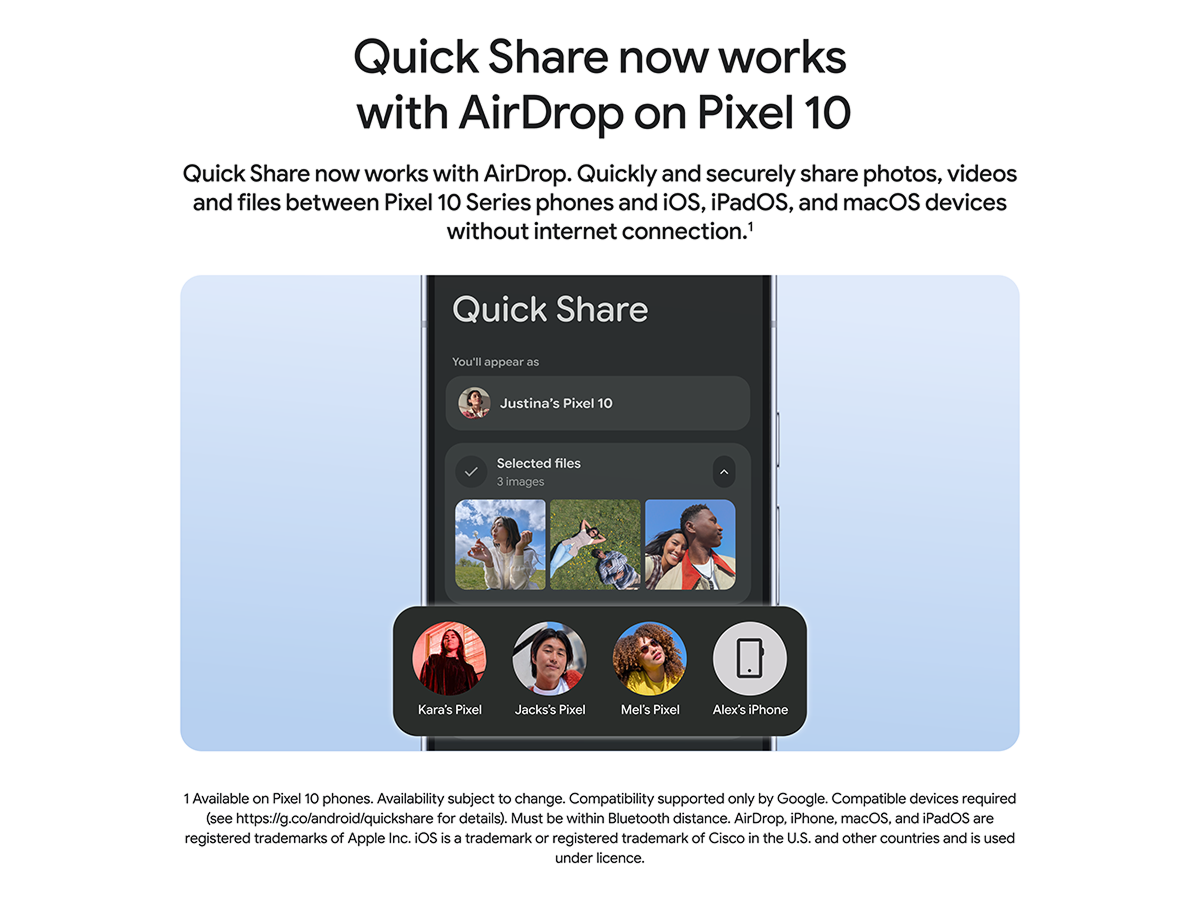 Quick Share now works
with AirDrop on Pixel 10
Quick Share now works with AirDrop. Quickly and securely share photos, videos
and files between Pixel 10 Series phones and iOS, iPadOS, and macOS devices
without internet connection.¹
Quick Share
You'll appear as
Justina's Pixel 10
Selected files
3 images
Kara's Pixel
Jacks's Pixel
Mel's Pixel
Alex's iPhone
1 Available on Pixel 10 phones. Availability subject to change. Compatibility supported only by Google. Compatible devices required
(see https://g.co/android/quickshare for details). Must be within Bluetooth distance. AirDrop, iPhone, macOS, and iPadOS are
registered trademarks of Apple Inc. iOS is a trademark or registered trademark of Cisco in the U.S. and other countries and is used
under licence.